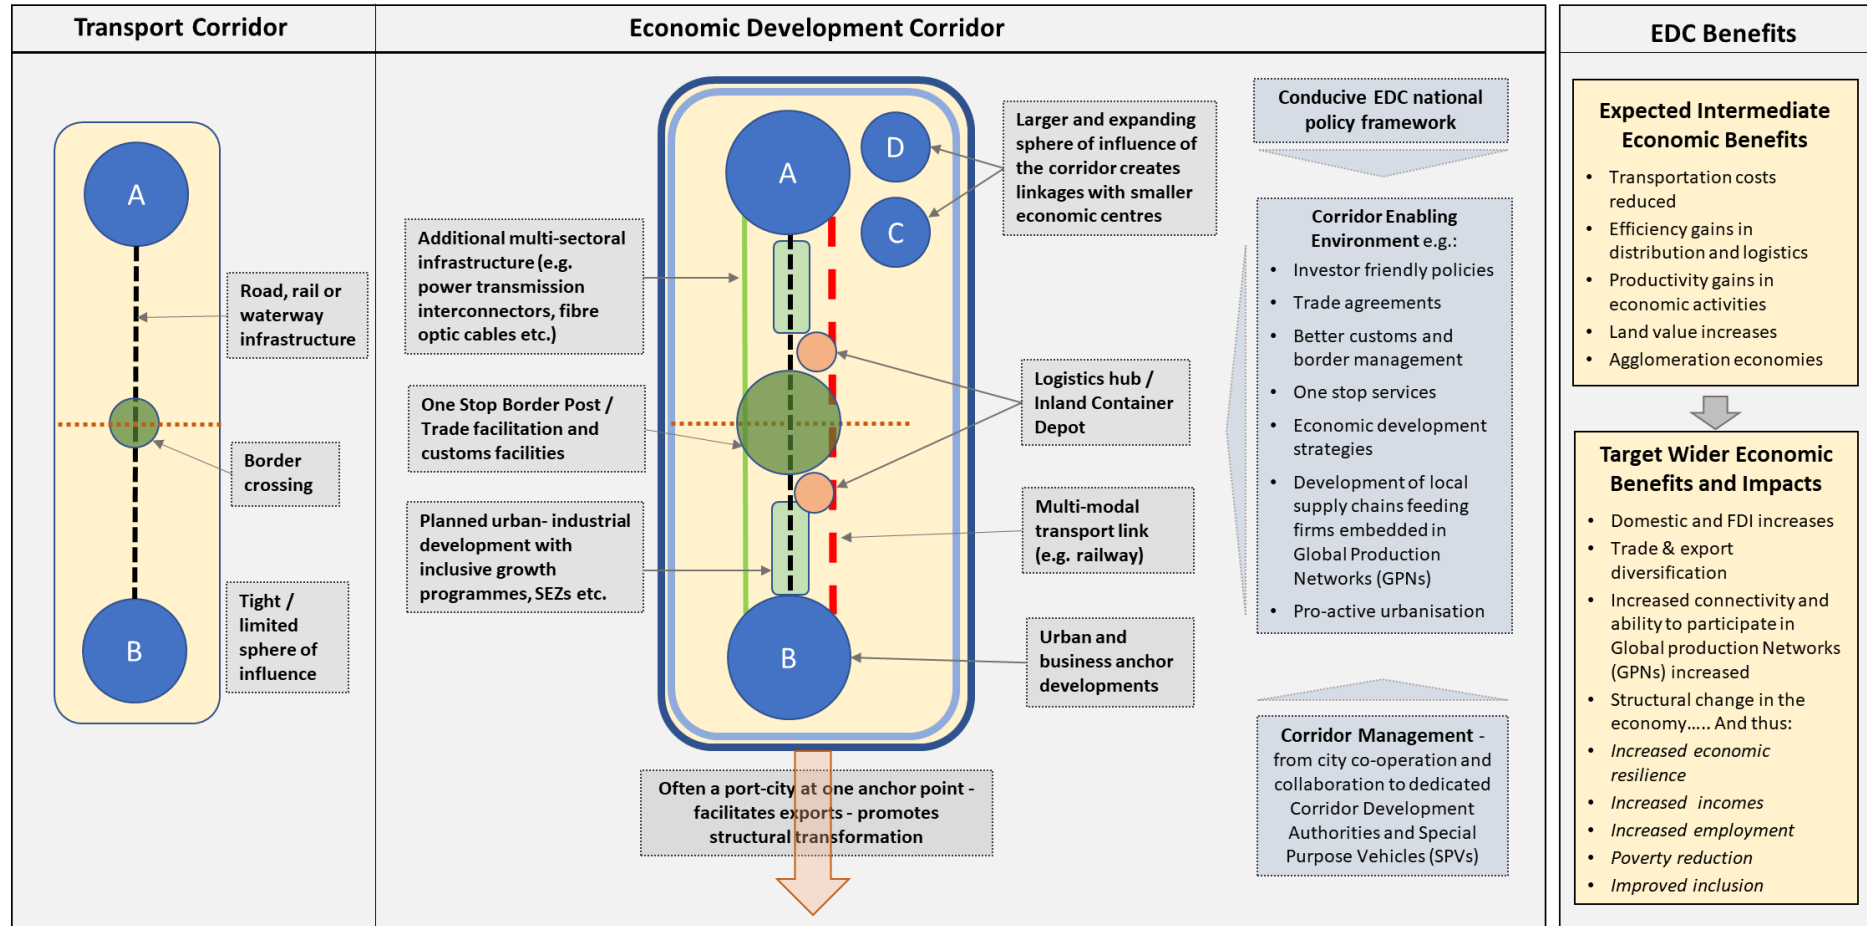 Transport Corridor
Economic Development Corridor
EDC Benefits
A
Road, rail or
waterway
infrastructure
Border
crossing
B
Tight /
limited
sphere of
influence
A
D
C
Larger and expanding
sphere of influence of
the corridor creates
linkages with smaller
economic centres
Additional multi-sectoral
infrastructure (e.g.
power transmission
interconnectors, fibre
optic cables etc.)
One Stop Border Post /
Trade facilitation and
customs facilities
Logistics hub /
Inland Container
Depot
Planned urban- industrial
development with
inclusive growth
programmes, SEZs etc.
Multi-modal
transport link
(e.g. railway)
B
Urban and
business anchor
developments
Often a port-city at one anchor point -
facilitates exports - promotes
structural transformation
Conducive EDC national
policy framework
Corridor Enabling
Environment e.g.:
• Investor friendly policies
• Trade agreements
• Better customs and
border management
• One stop services
• Economic development
strategies
• Development of local
supply chains feeding
firms embedded in
Global Production
Networks (GPNs)
• Pro-active urbanisation
Corridor Management -
from city co-operation and
collaboration to dedicated
Corridor Development
Authorities and Special
Purpose Vehicles (SPVs)
Expected Intermediate
Economic Benefits
• Transportation costs
reduced
• Efficiency gains in
distribution and logistics
• Productivity gains in
economic activities
• Land value increases
• Agglomeration economies
Target Wider Economic
Benefits and Impacts
• Domestic and FDI increases
• Trade & export
diversification
• Increased connectivity and
ability to participate in
Global production Networks
(GPNs) increased
• Structural change in the
economy..... And thus:
• Increased economic
resilience
• Increased incomes
• Increased employment
• Poverty reduction
• Improved inclusion